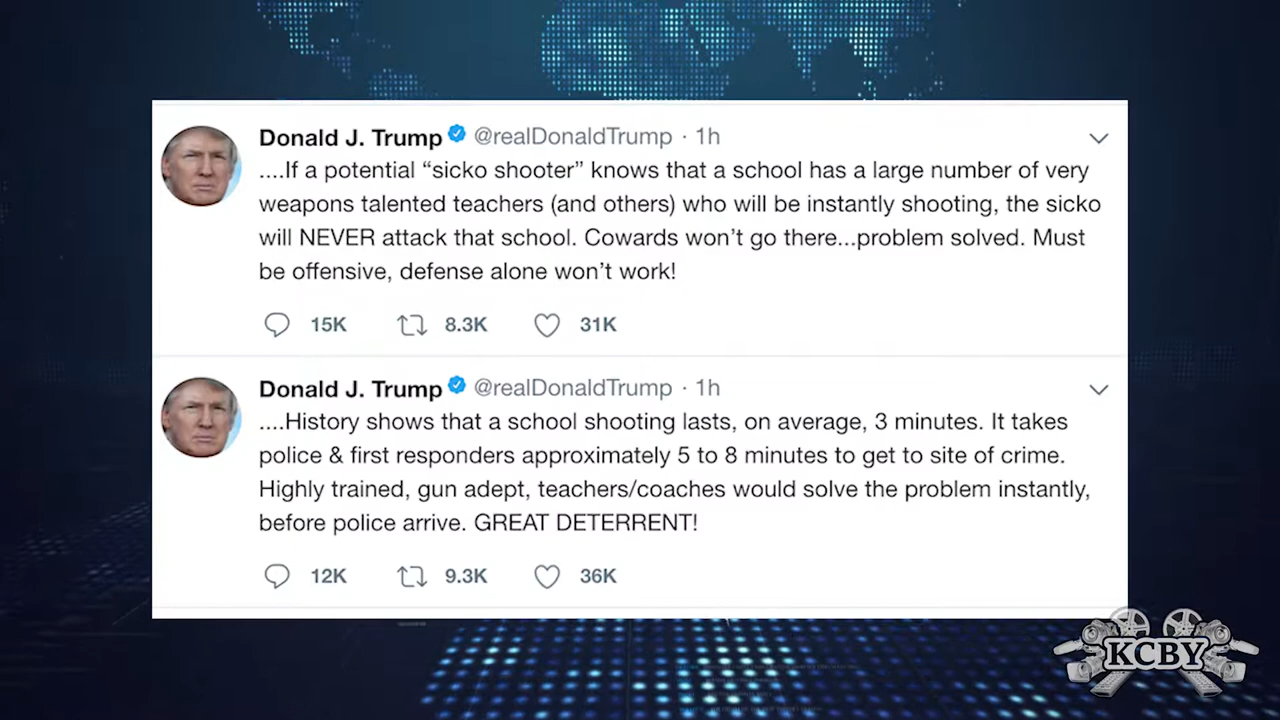 Donald J. Trump @realDonaldTrump · 1h
....If a potential “sicko shooter” knows that a school has a large number of very
weapons talented teachers (and others) who will be instantly shooting, the sicko
will NEVER attack that school. Cowards won’t go there...problem solved. Must
be offensive, defense alone won’t work!
15K 8.3K 31K
Donald J. Trump @realDonaldTrump · 1h
....History shows that a school shooting lasts, on average, 3 minutes. It takes
police & first responders approximately 5 to 8 minutes to get to site of crime.
Highly trained, gun adept, teachers/coaches would solve the problem instantly,
before police arrive. GREAT DETERRENT!
12K 9.3K 36K
KCBY